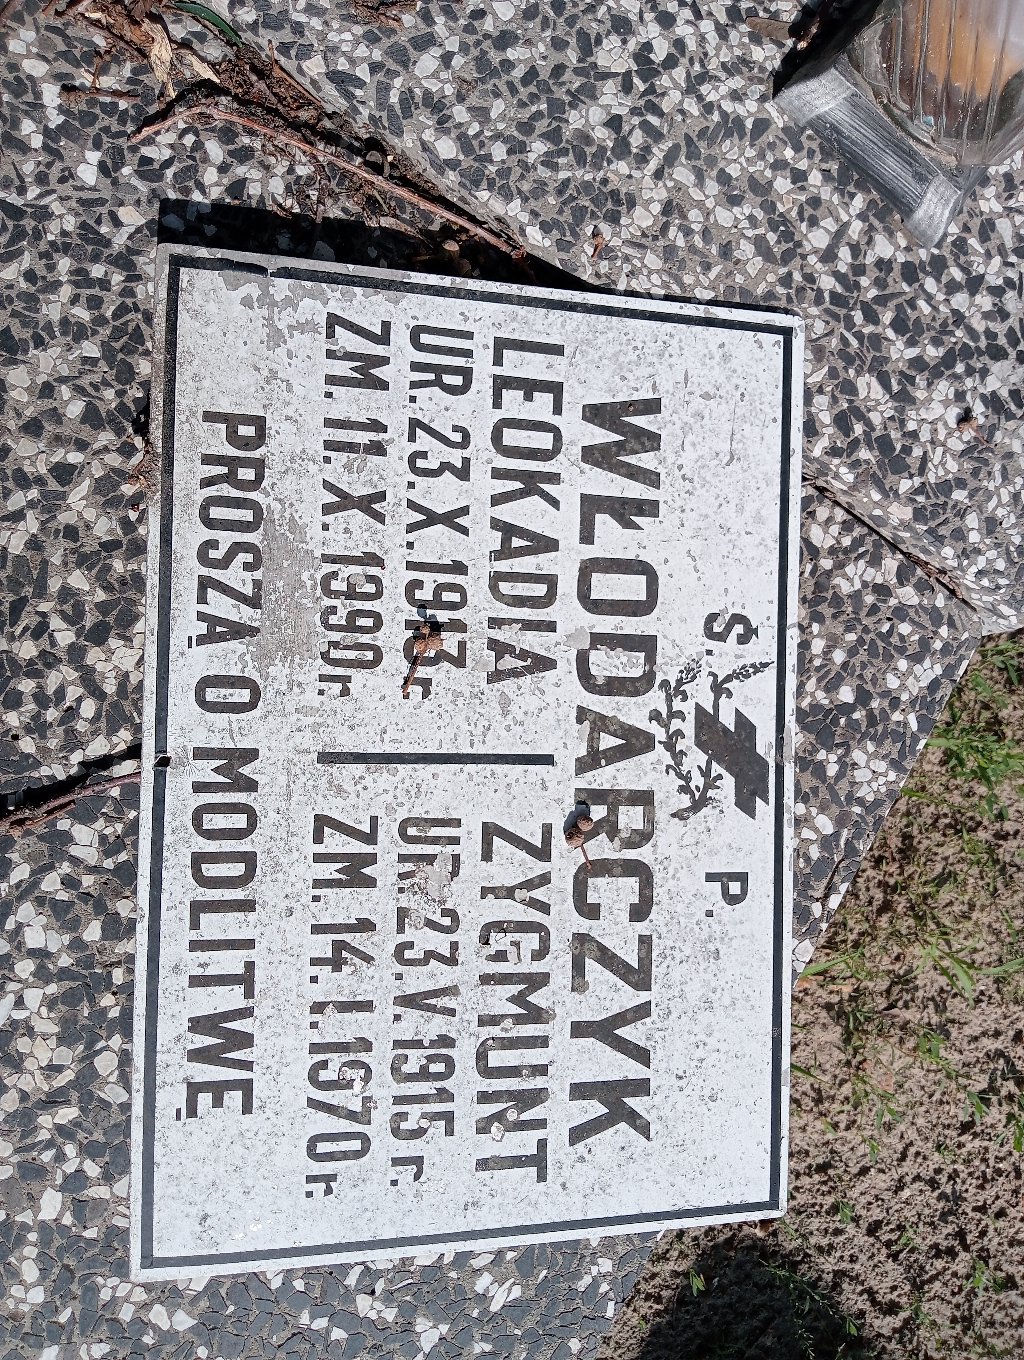 Ś. P.
WŁODARCZYK
LEOKADIA
UR. 23. X. 1913 r.
ZM. 11. X. 1990 r.
ZYGMUNT
UR. 23. V. 1915 r.
ZM. 14. I. 1970 r.
PROSZĄ O MODLITWĘ